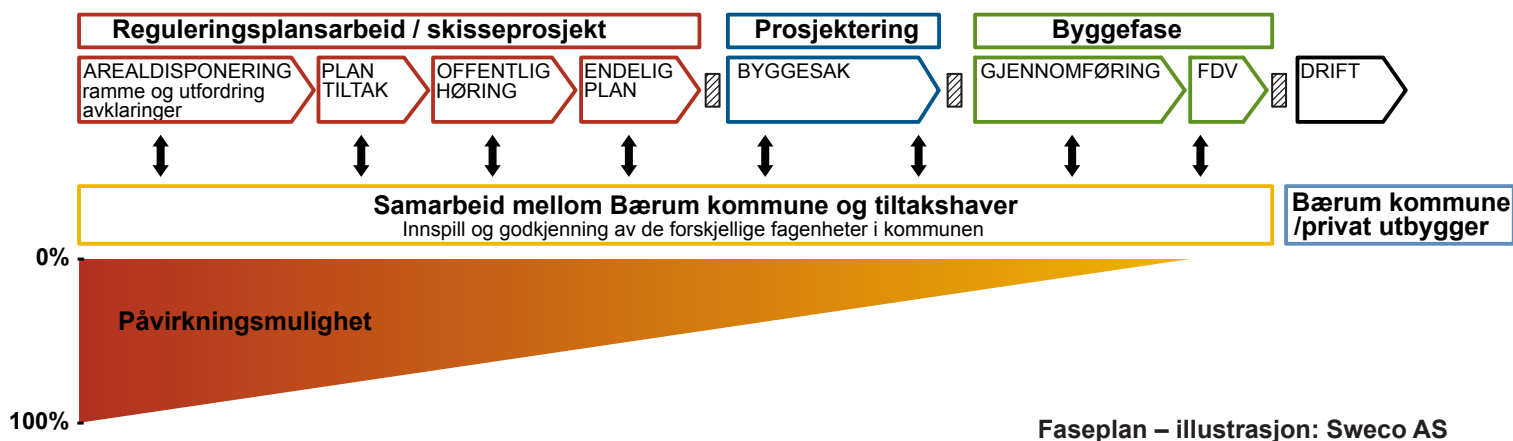 Reguleringsplansarbeid / skisseprosjekt
Prosjektering
Byggefase
AREALDISPONERING
ramme og utfordring
avklaringer
PLAN
TILTAK
OFFENTLIG
HØRING
ENDELIG
PLAN
BYGGESAK
GJENNOMFØRING
FDV
DRIFT
Samarbeid mellom Bærum kommune og tiltakshaver
Innspill og godkjenning av de forskjellige fagenheter i kommunen
Bærum kommune
/privat utbygger
0%
Påvirkningsmulighet
100%
Faseplan – illustrasjon: Sweco AS